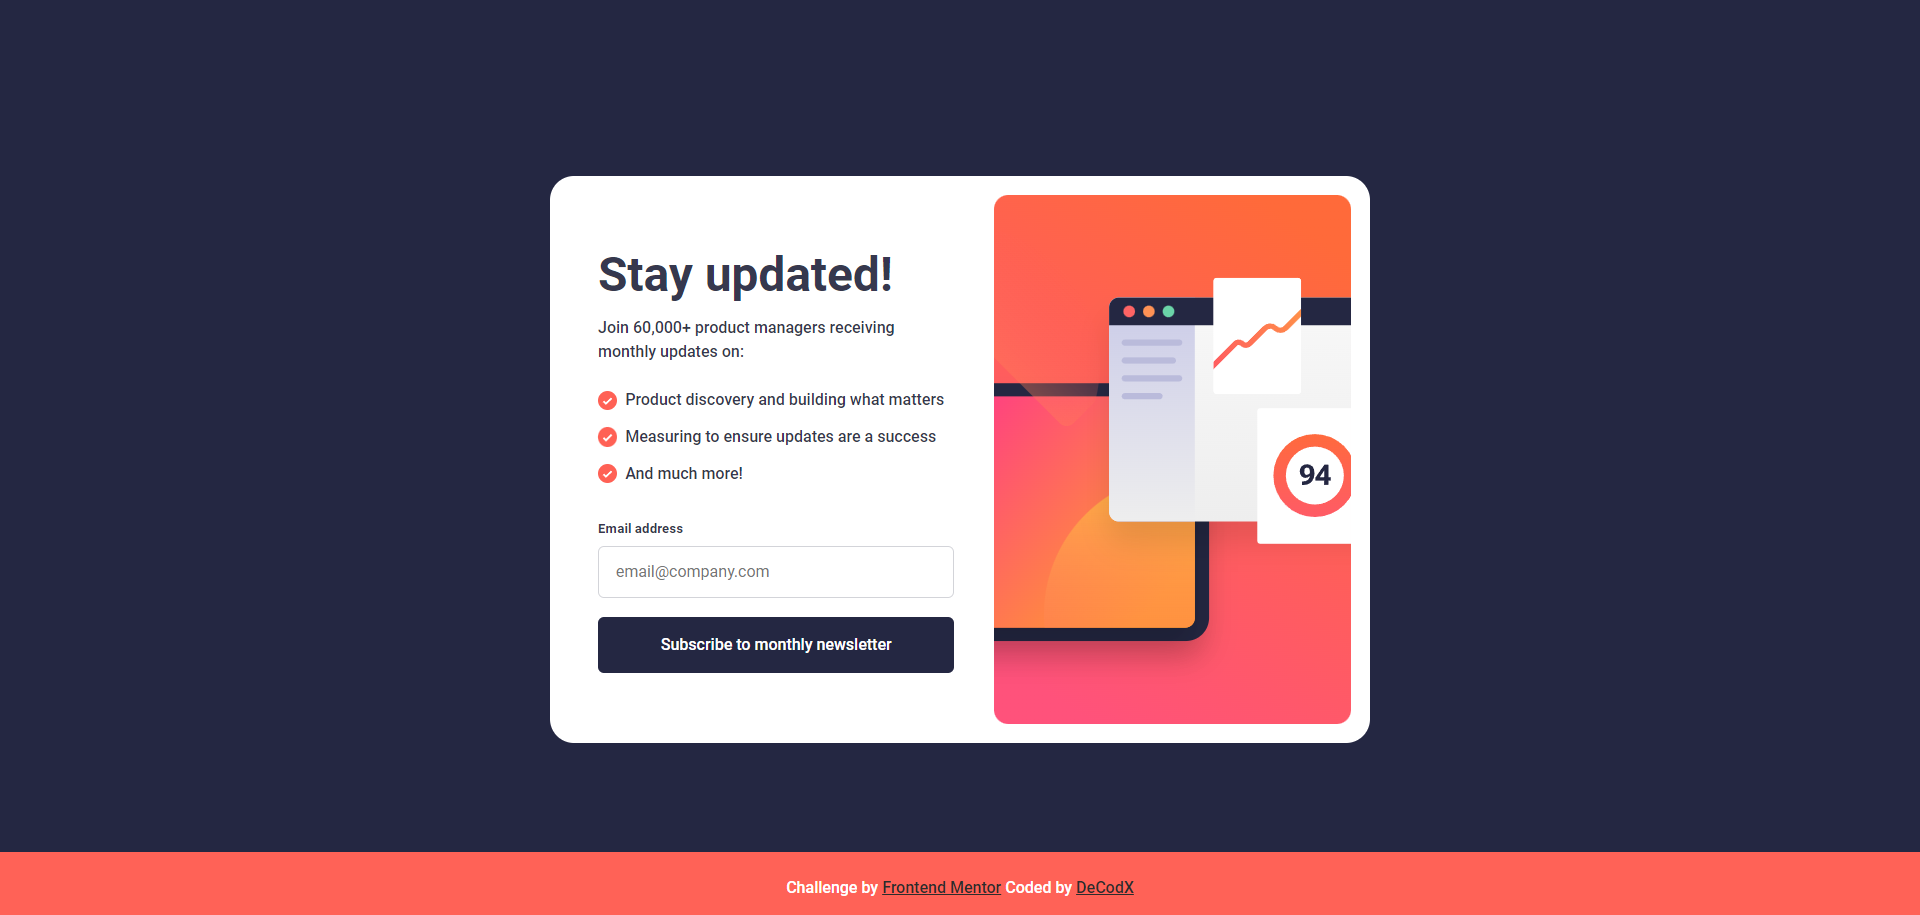 Stay updated!
Join 60,000+ product managers receiving
monthly updates on:
Product discovery and building what matters
Measuring to ensure updates are a success
And much more!
Email address
email@company.com
Subscribe to monthly newsletter
94
Challenge by Frontend Mentor Coded by DeCodX